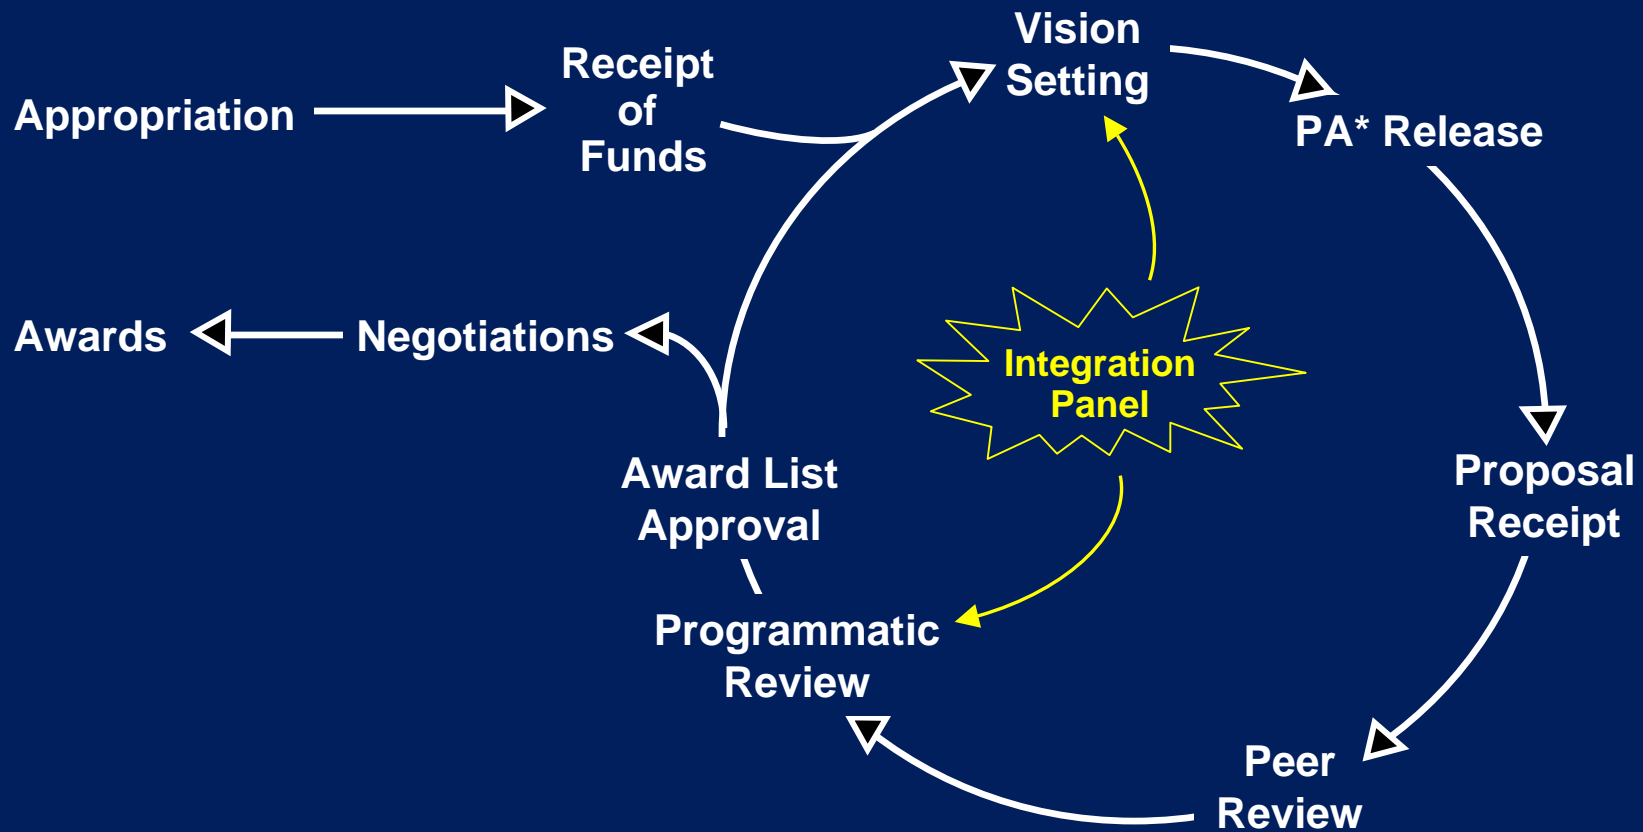 Appropriation
Receipt
of
Funds
Vision
Setting
PA* Release
Awards
Negotiations
Integration
Panel
Award List
Approval
Proposal
Receipt
Programmatic
Review
Peer
Review